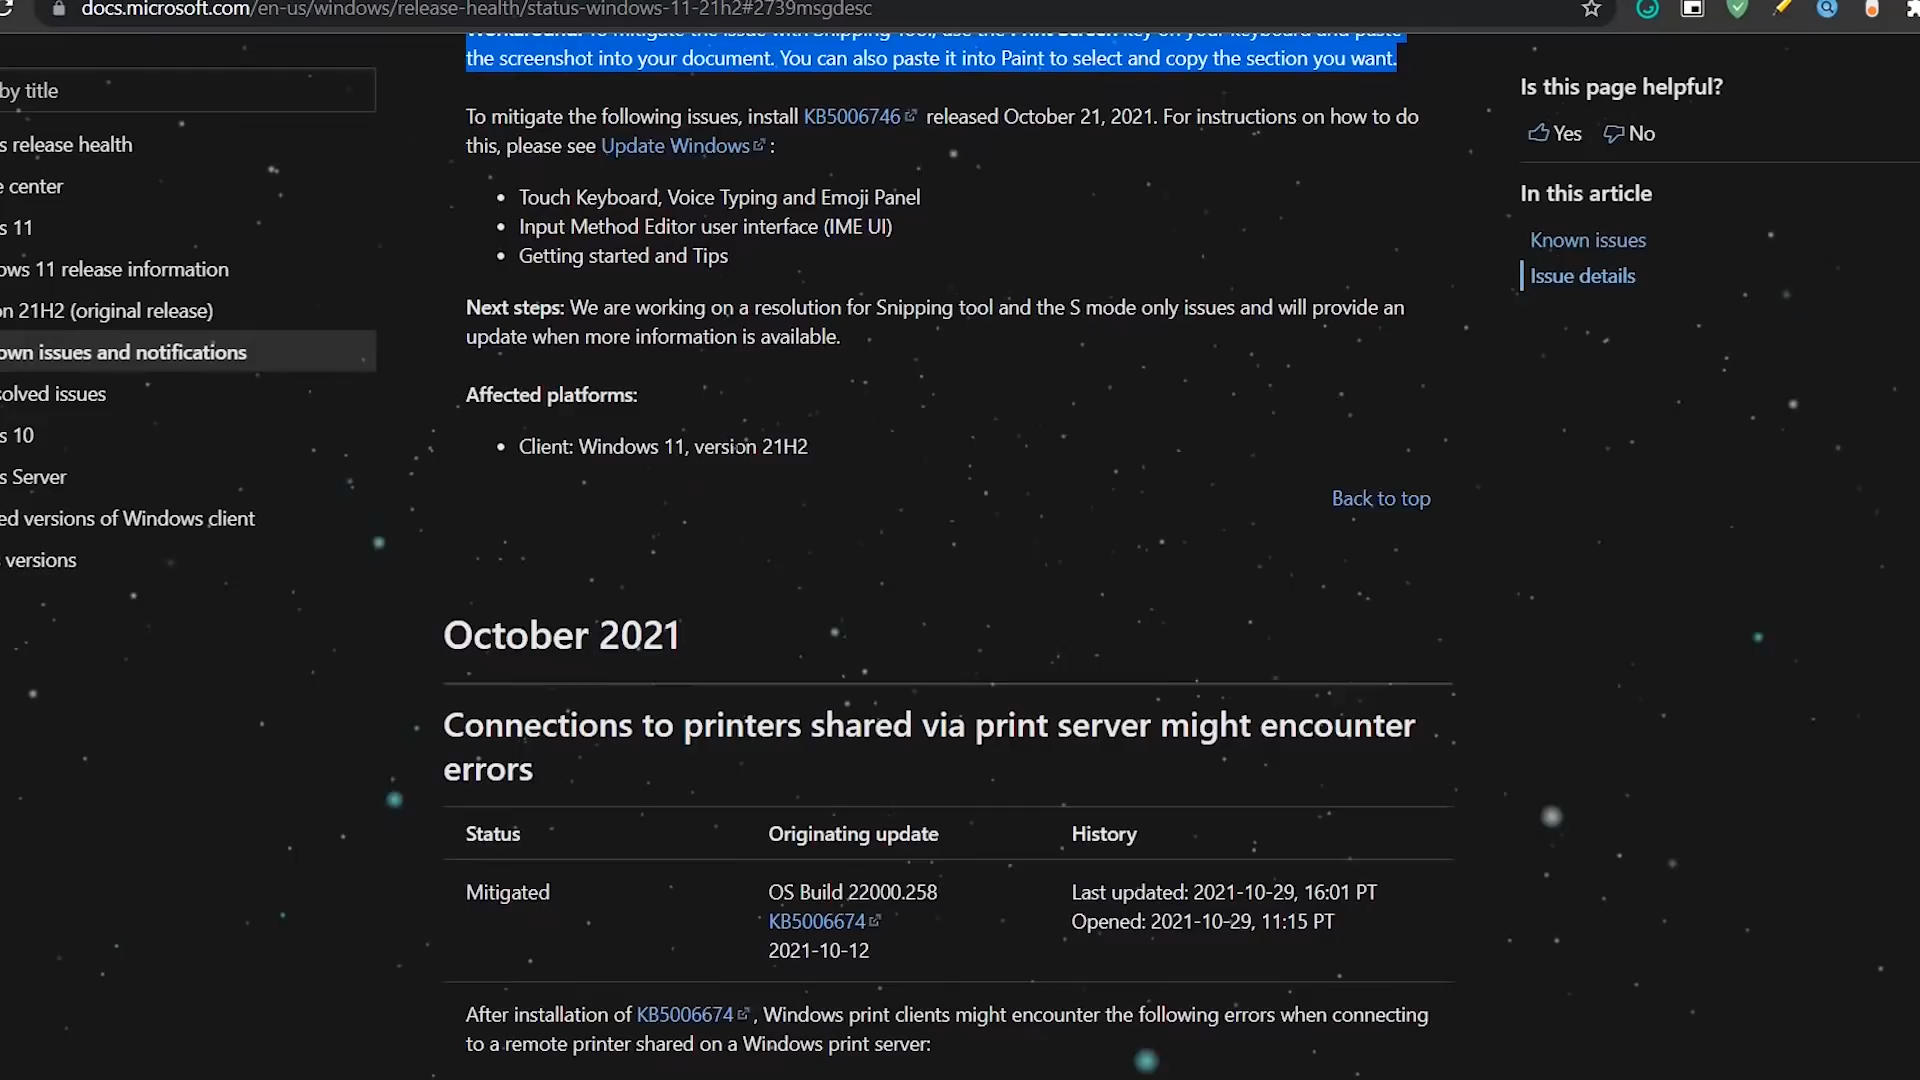 docs.microsoft.com/en-us/windows/release-health/status-windows-11-21h2#2739msgdesc
the screenshot into your document. You can also paste it into Paint to select and copy the section you want.
by title
s release health
e center
s 11
ows 11 release information
on 21H2 (original release)
own issues and notifications
solved issues
s 10
s Server
ed versions of Windows client
versions
To mitigate the following issues, install KB5006746 released October 21, 2021. For instructions on how to do
this, please see Update Windows :
• Touch Keyboard, Voice Typing and Emoji Panel
• Input Method Editor user interface (IME UI)
• Getting started and Tips
Next steps: We are working on a resolution for Snipping tool and the S mode only issues and will provide an
update when more information is available.
Affected platforms:
• Client: Windows 11, version 21H2
Back to top
October 2021
Connections to printers shared via print server might encounter
errors
Status Originating update History
Mitigated OS Build 22000.258 Last updated: 2021-10-29, 16:01 PT
KB5006674 Opened: 2021-10-29, 11:15 PT
2021-10-12
After installation of KB5006674 , Windows print clients might encounter the following errors when connecting
to a remote printer shared on a Windows print server:
Is this page helpful?
Yes No
In this article
Known issues
Issue details